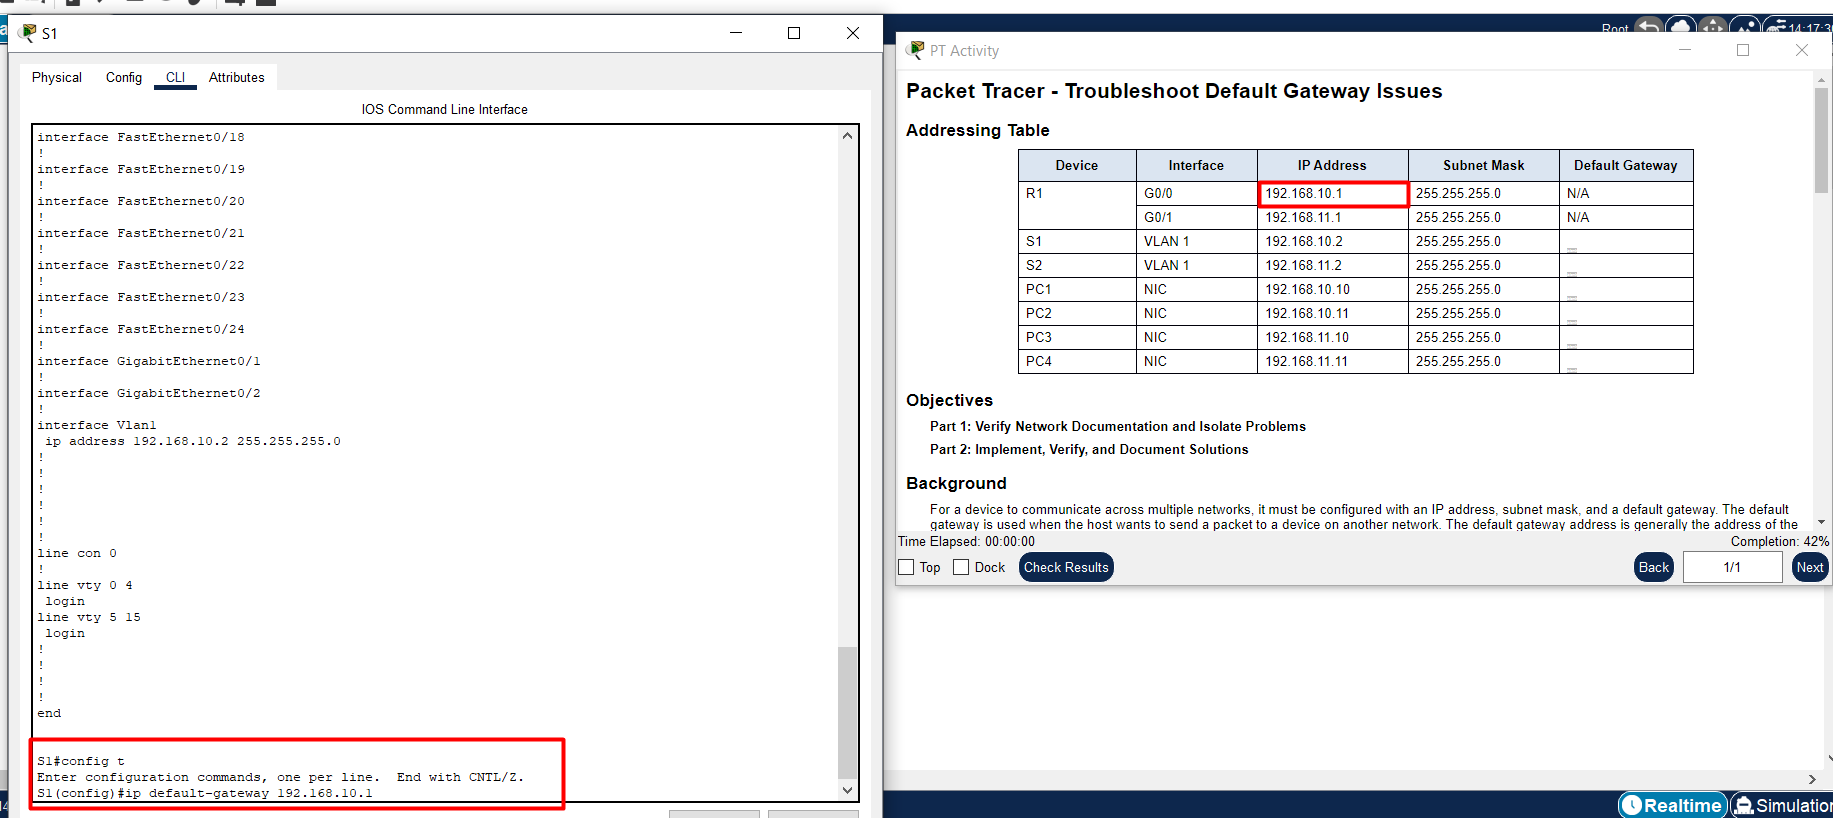 S1
Physical Config CLI Attributes
IOS Command Line Interface
interface FastEthernet0/18
!
interface FastEthernet0/19
!
interface FastEthernet0/20
!
interface FastEthernet0/21
!
interface FastEthernet0/22
!
interface FastEthernet0/23
!
interface FastEthernet0/24
!
interface GigabitEthernet0/1
!
interface GigabitEthernet0/2
!
interface Vlan1
ip address 192.168.10.2 255.255.255.0
!
!
!
!
!
!
line con 0
!
line vty 0 4
login
line vty 5 15
login
!
!
!
!
end
S1#config t
Enter configuration commands, one per line. End with CNTL/Z.
S1(config)#ip default-gateway 192.168.10.1
Root 14:17:3
PT Activity
Packet Tracer - Troubleshoot Default Gateway Issues
Addressing Table
Device Interface IP Address Subnet Mask Default Gateway
R1 G0/0 192.168.10.1 255.255.255.0 N/A
G0/1 192.168.11.1 255.255.255.0 N/A
S1 VLAN 1 192.168.10.2 255.255.255.0
S2 VLAN 1 192.168.11.2 255.255.255.0
PC1 NIC 192.168.10.10 255.255.255.0
PC2 NIC 192.168.10.11 255.255.255.0
PC3 NIC 192.168.11.10 255.255.255.0
PC4 NIC 192.168.11.11 255.255.255.0
Objectives
Part 1: Verify Network Documentation and Isolate Problems
Part 2: Implement, Verify, and Document Solutions
Background
For a device to communicate across multiple networks, it must be configured with an IP address, subnet mask, and a default gateway. The default
gateway is used when the host wants to send a packet to a device on another network. The default gateway address is generally the address of the
Time Elapsed: 00:00:00 Completion: 42%
Top Dock Check Results Back 1/1 Next
Realtime Simulation